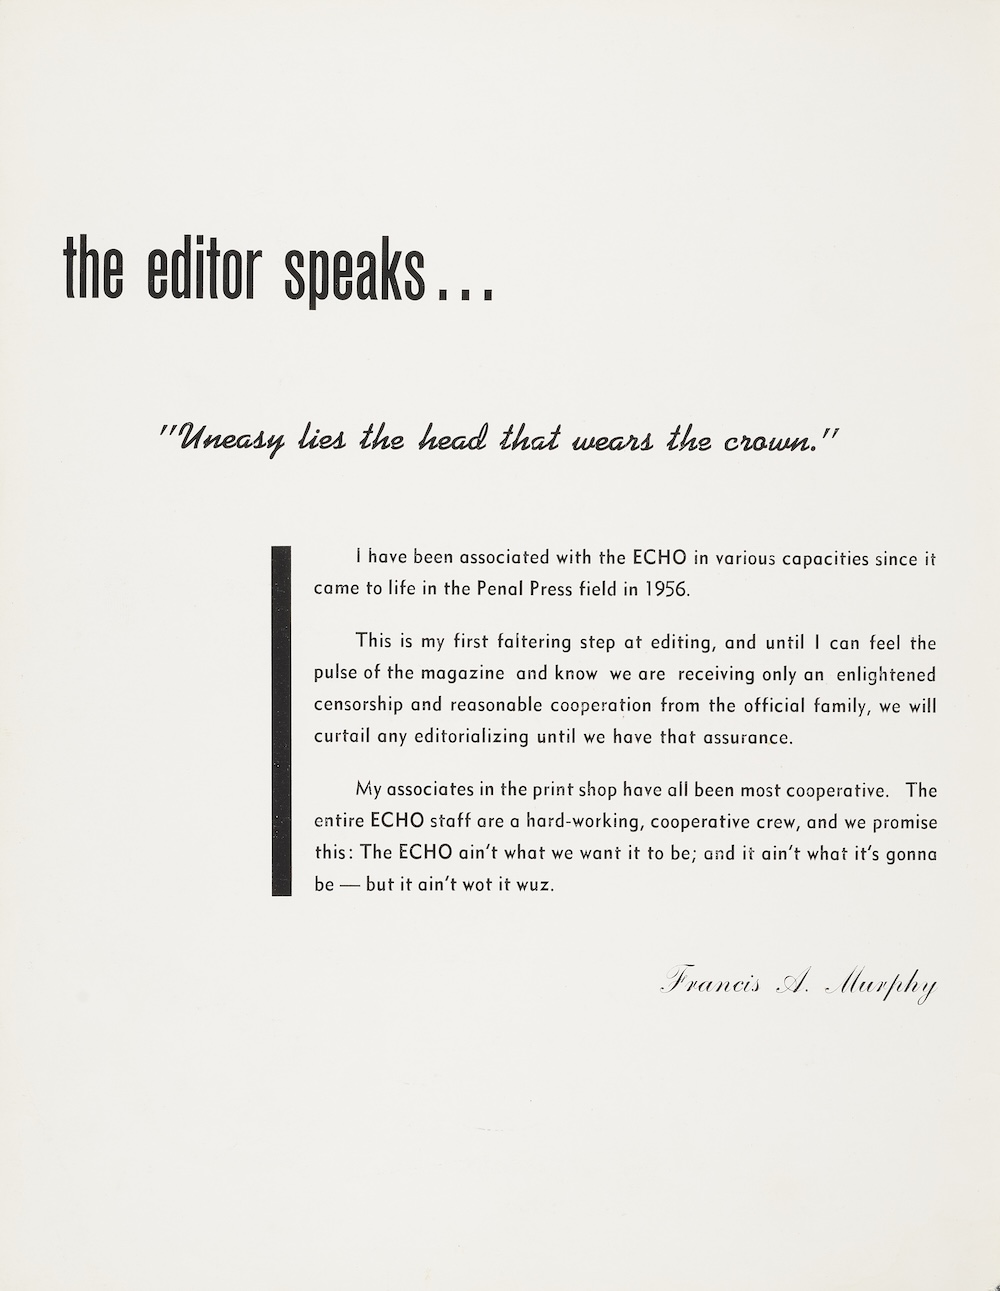 the editor speaks...
"Uneasy lies the head that wears the crown."
I have been associated with the ECHO in various capacities since it
came to life in the Penal Press field in 1956.
This is my first faltering step at editing, and until I can feel the
pulse of the magazine and know we are receiving only an enlightened
censorship and reasonable cooperation from the official family, we will
curtail any editorializing until we have that assurance.
My associates in the print shop have all been most cooperative. The
entire ECHO staff are a hard-working, cooperative crew, and we promise
this: The ECHO ain't what we want it to be; and it ain't what it's gonna
be — but it ain't wot it wuz.
Francis A. Murphy